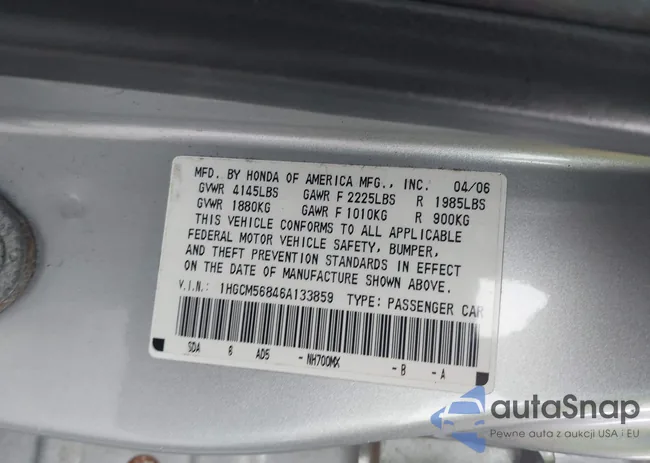 MFD. BY HONDA OF AMERICA MFG., INC. 04/06
GVWR 4145LBS GAWR F 2225LBS R 1985LBS
GVWR 1880KG GAWR F 1010KG R 900KG
THIS VEHICLE CONFORMS TO ALL APPLICABLE
FEDERAL MOTOR VEHICLE SAFETY, BUMPER,
AND THEFT PREVENTION STANDARDS IN EFFECT
ON THE DATE OF MANUFACTURE SHOWN ABOVE.
V.I.N.: 1HGCM56846A133859 TYPE: PASSENGER CAR
SDA 8 AD5 -NH700MX -B -A
autaSnap
Pewne auta z aukcji USA i EU